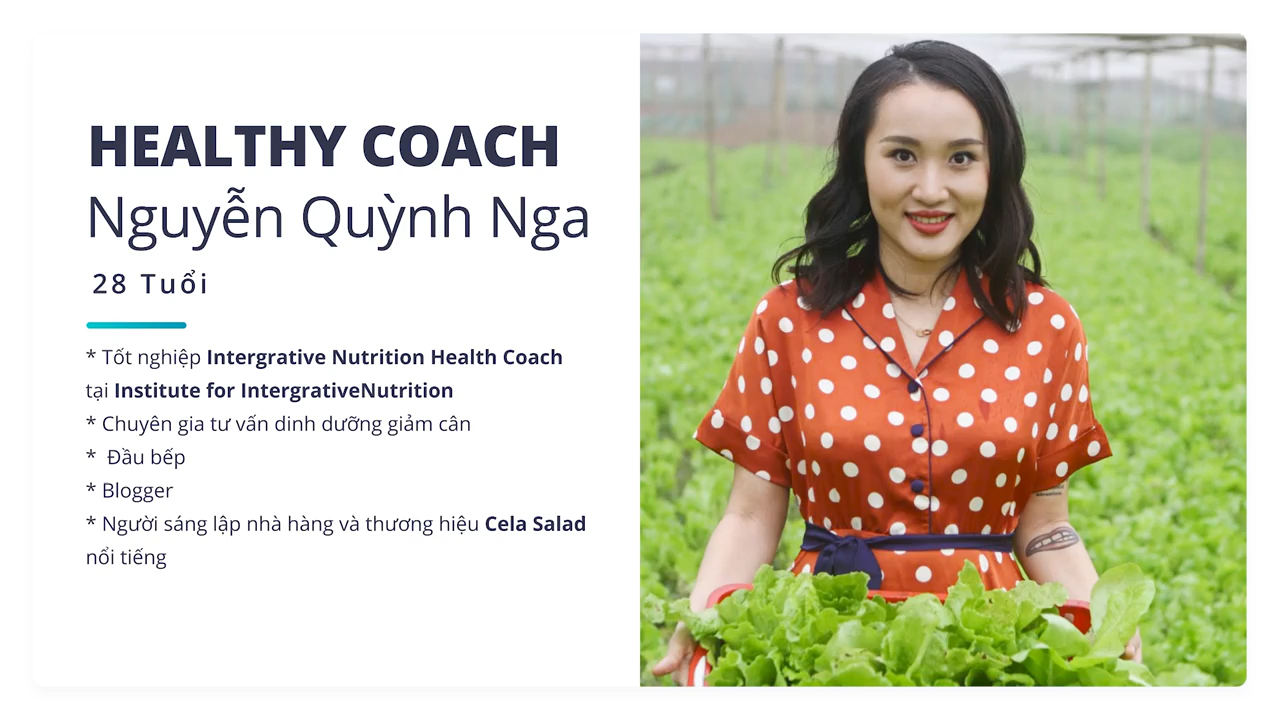 HEALTHY COACH
Nguyễn Quỳnh Nga
28 Tuổi
* Tốt nghiệp Intergrative Nutrition Health Coach
tại Institute for IntergrativeNutrition
* Chuyên gia tư vấn dinh dưỡng giảm cân
* Đầu bếp
* Blogger
* Người sáng lập nhà hàng và thương hiệu Cela Salad
nổi tiếng